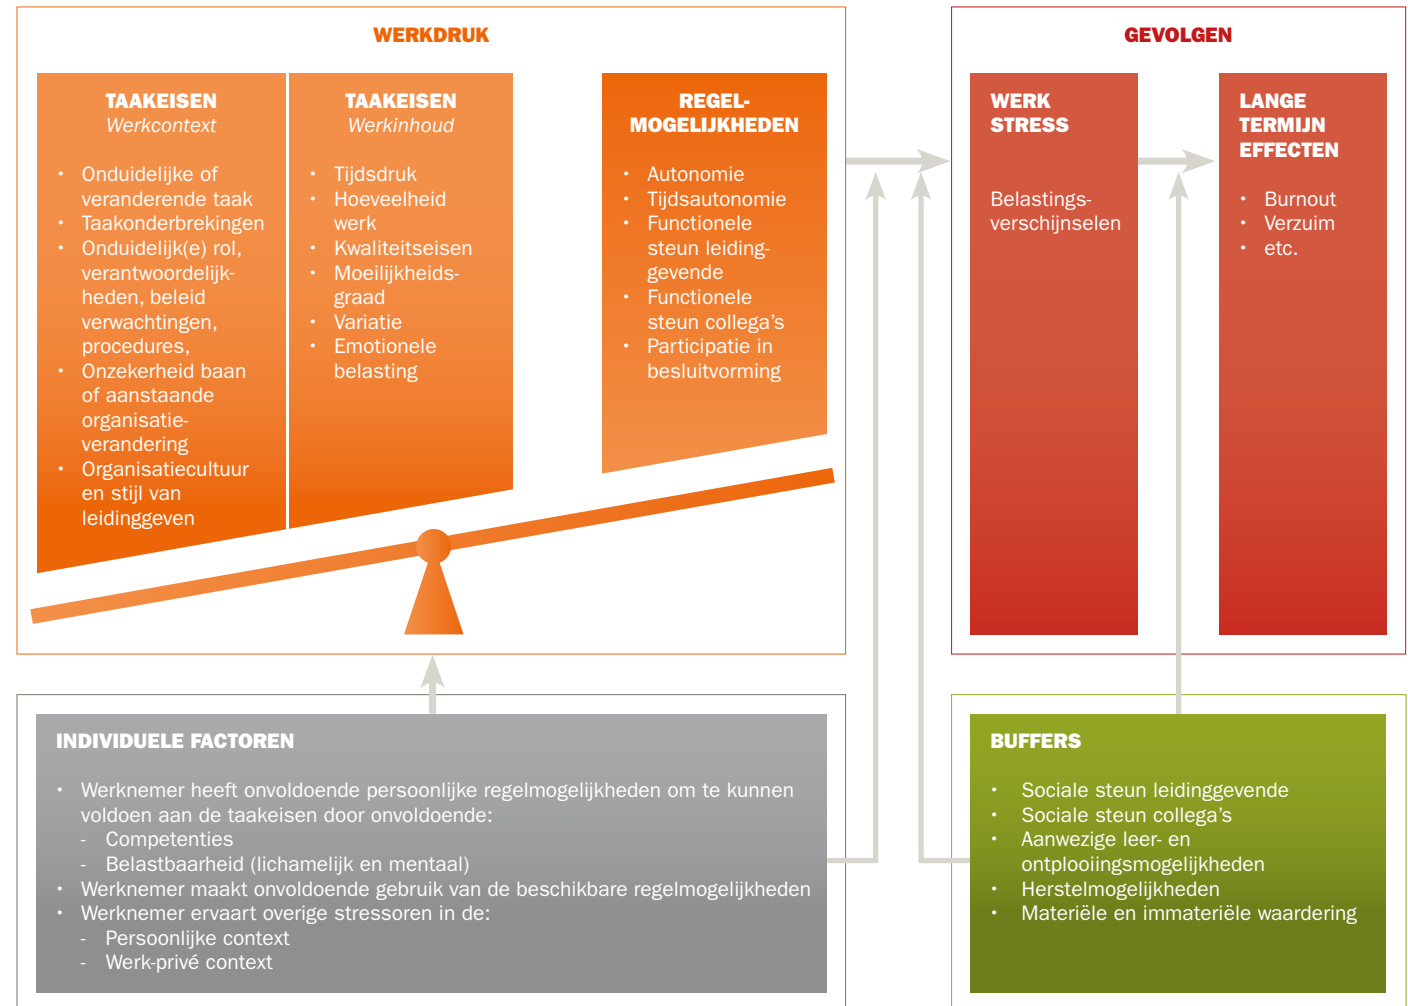 WERKDRUK
TAAKEISEN
Werkcontext
• Onduidelijke of
veranderende taak
• Taakonderbrekingen
• Onduidelijk(e) rol,
verantwoordelijk-
heden, beleid
verwachtingen,
procedures,
• Onzekerheid baan
of aanstaande
organisatie-
verandering
• Organisatiecultuur
en stijl van
leidinggeven
TAAKEISEN
Werkinhoud
• Tijdsdruk
• Hoeveelheid
werk
• Kwaliteitseisen
• Moeilijkheids-
graad
• Variatie
• Emotionele
belasting
REGEL-
MOGELIJKHEDEN
• Autonomie
• Tijdsautonomie
• Functionele
steun leiding-
gevende
• Functionele
steun collega's
• Participatie in
besluitvorming
GEVOLGEN
WERK
STRESS
Belastings-
verschijnselen
LANGE
TERMIJN
EFFECTEN
• Burnout
• Verzuim
• etc.
INDIVIDUELE FACTOREN
• Werknemer heeft onvoldoende persoonlijke regelmogelijkheden om te kunnen
voldoen aan de taakeisen door onvoldoende:
- Competenties
- Belastbaarheid (lichamelijk en mentaal)
• Werknemer maakt onvoldoende gebruik van de beschikbare regelmogelijkheden
• Werknemer ervaart overige stressoren in de:
- Persoonlijke context
- Werk-privé context
BUFFERS
• Sociale steun leidinggevende
• Sociale steun collega's
• Aanwezige leer- en
ontplooiingsmogelijkheden
• Herstelmogelijkheden
• Materiële en immateriële waardering